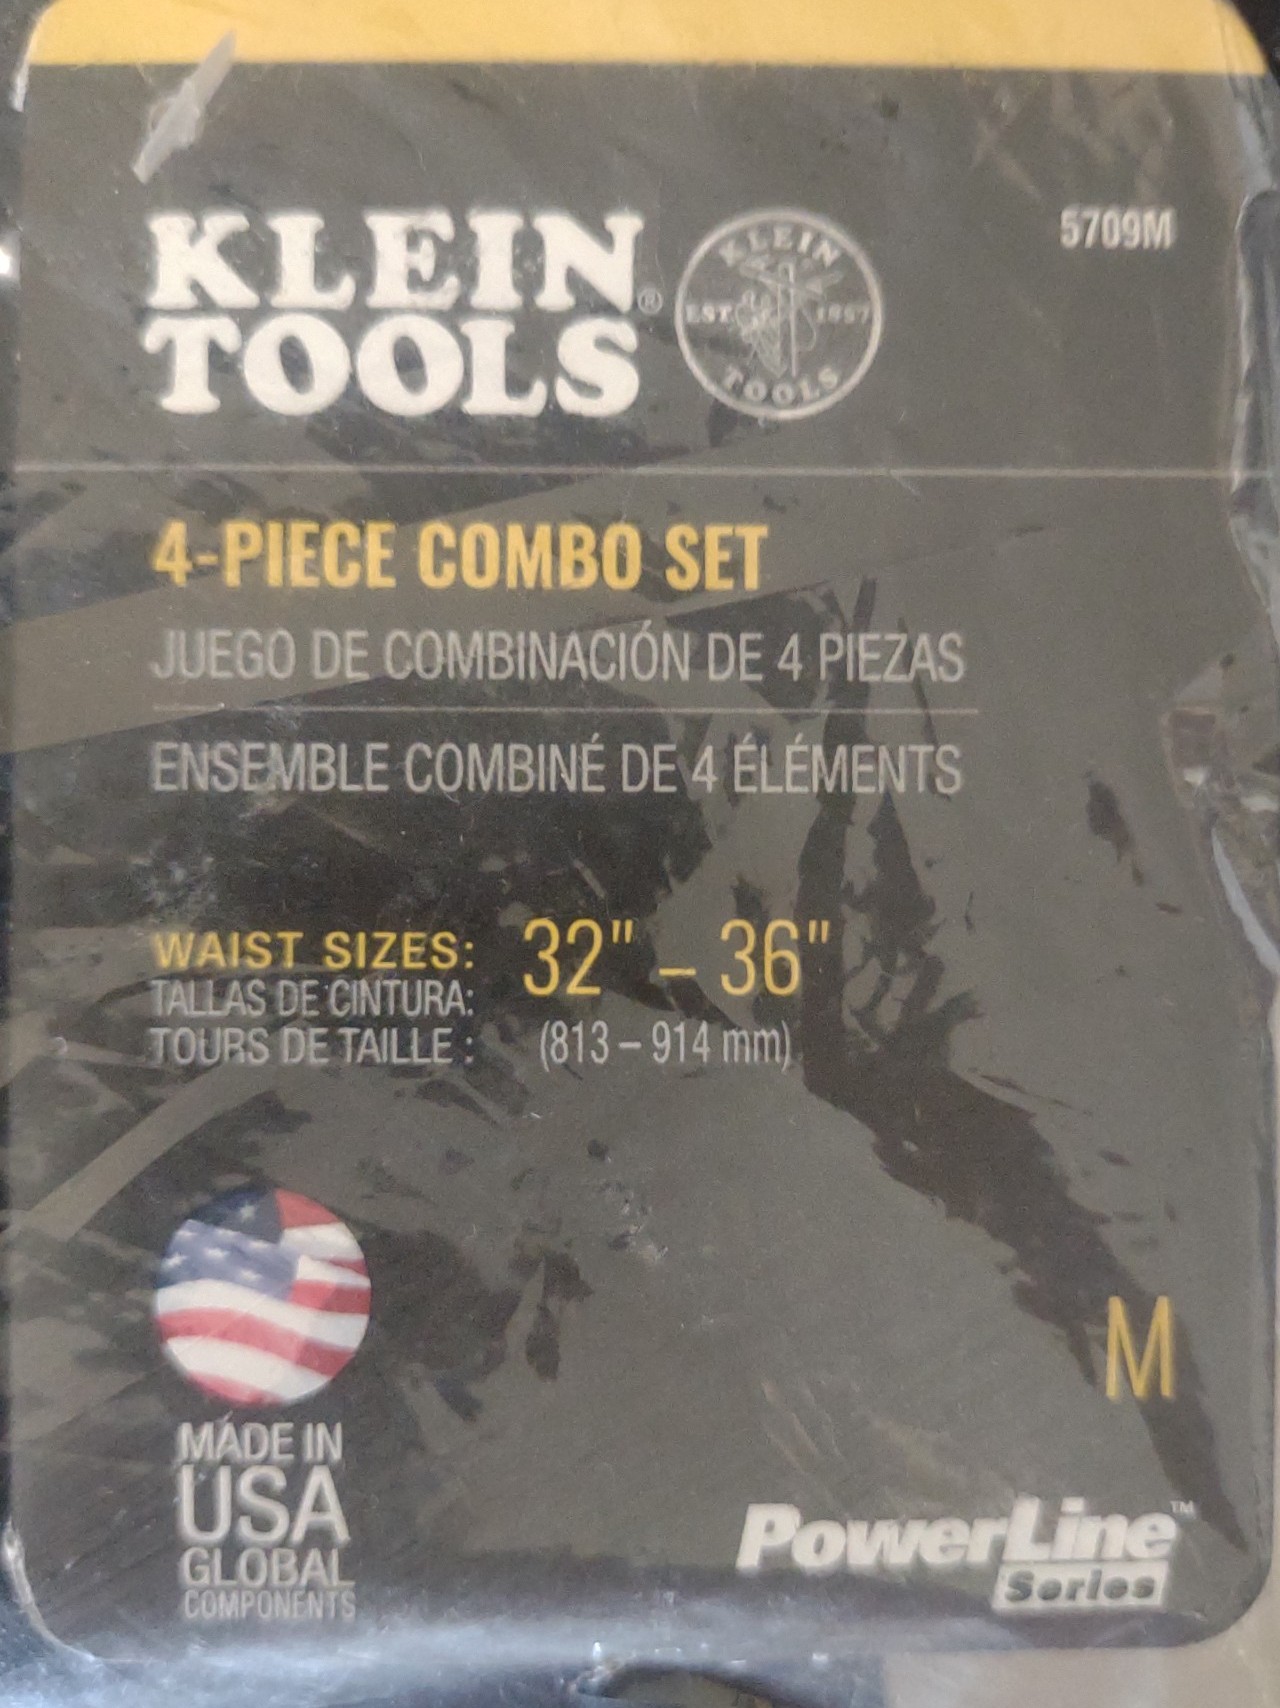 KLEIN
TOOLS®
KLEIN
EST. 1857
TOOLS
5709M
4-PIECE COMBO SET
JUEGO DE COMBINACIÓN DE 4 PIEZAS
ENSEMBLE COMBINÉ DE 4 ÉLÉMENTS
WAIST SIZES: 32" – 36"
TALLAS DE CINTURA:
TOURS DE TAILLE : (813 – 914 mm)
M
MADE IN
USA
GLOBAL
COMPONENTS
PowerLine™
Series